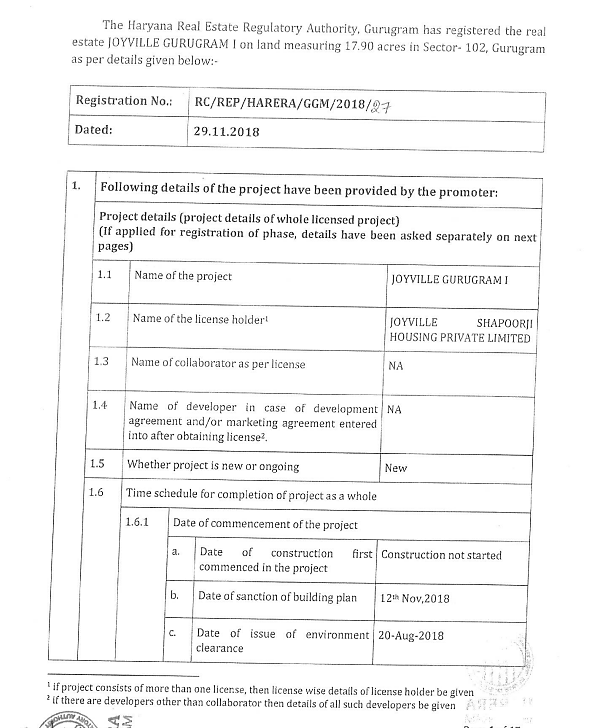 The Haryana Real Estate Regulatory Authority, Gurugram has registered the real
estate JOYVILLE GURUGRAM I on land measuring 17.90 acres in Sector- 102, Gurugram
as per details given below:-
Registration No.: RC/REP/HARERA/GGM/2018/27
Dated: 29.11.2018
1. Following details of the project have been provided by the promoter:
Project details (project details of whole licensed project)
(If applied for registration of phase, details have been asked separately on next
pages)
1.1 Name of the project JOYVILLE GURUGRAM I
1.2 Name of the license holder¹ JOYVILLE SHAPOORJI
HOUSING PRIVATE LIMITED
1.3 Name of collaborator as per license NA
1.4 Name of developer in case of development NA
agreement and/or marketing agreement entered
into after obtaining license².
1.5 Whether project is new or ongoing New
1.6 Time schedule for completion of project as a whole
1.6.1 Date of commencement of the project
a. Date of construction first Construction not started
commenced in the project
b. Date of sanction of building plan 12th Nov,2018
c. Date of issue of environment 20-Aug-2018
clearance
¹ if project consists of more than one license, then license wise details of license holder be given
² if there are developers other than collaborator then details of all such developers be given